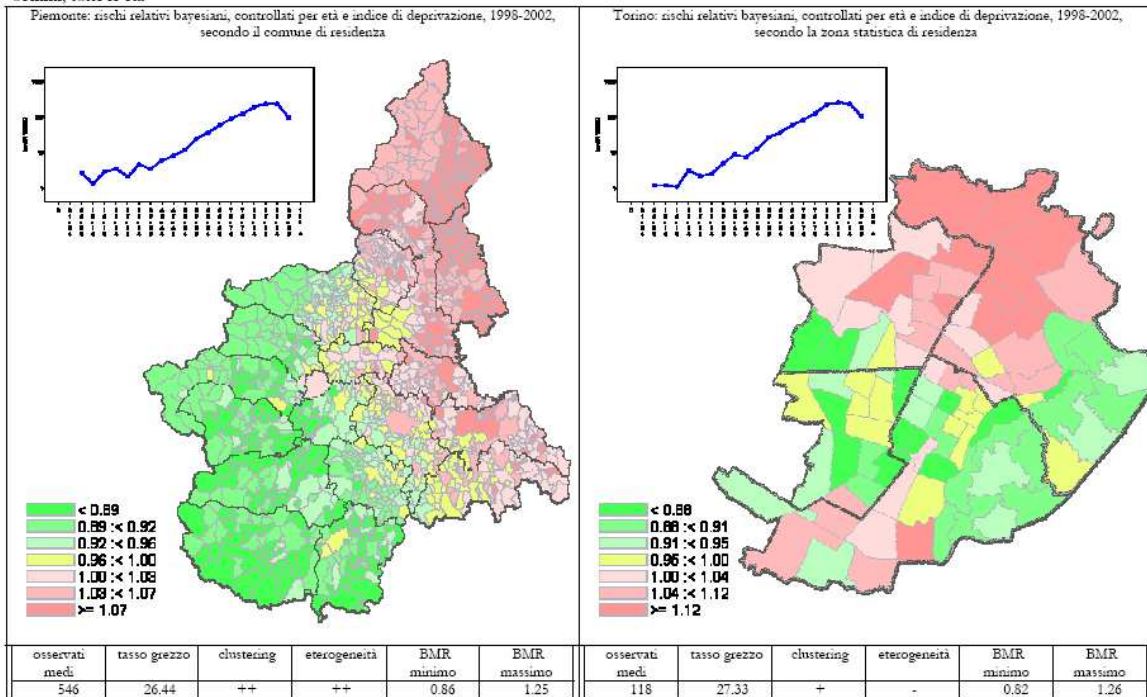 Piemonte: rischi relativi bayesiani, controllati per età e indice di deprivazione, 1998-2002,
secondo il comune di residenza
Torino: rischi relativi bayesiani, controllati per età e indice di deprivazione, 1998-2002,
secondo la zona statistica di residenza
< 0.89
0.89 :< 0.92
0.92 :< 0.96
0.96 :< 1.00
1.00 :< 1.03
1.03 :< 1.07
>= 1.07
< 0.88
0.88 :< 0.91
0.91 :< 0.95
0.95 :< 1.00
1.00 :< 1.04
1.04 :< 1.12
>= 1.12
osservati medi tasso grezzo clustering eterogeneità BMR minimo BMR massimo
546 26.44 ++ ++ 0.86 1.25
osservati medi tasso grezzo clustering eterogeneità BMR minimo BMR massimo
118 27.33 + - 0.82 1.26